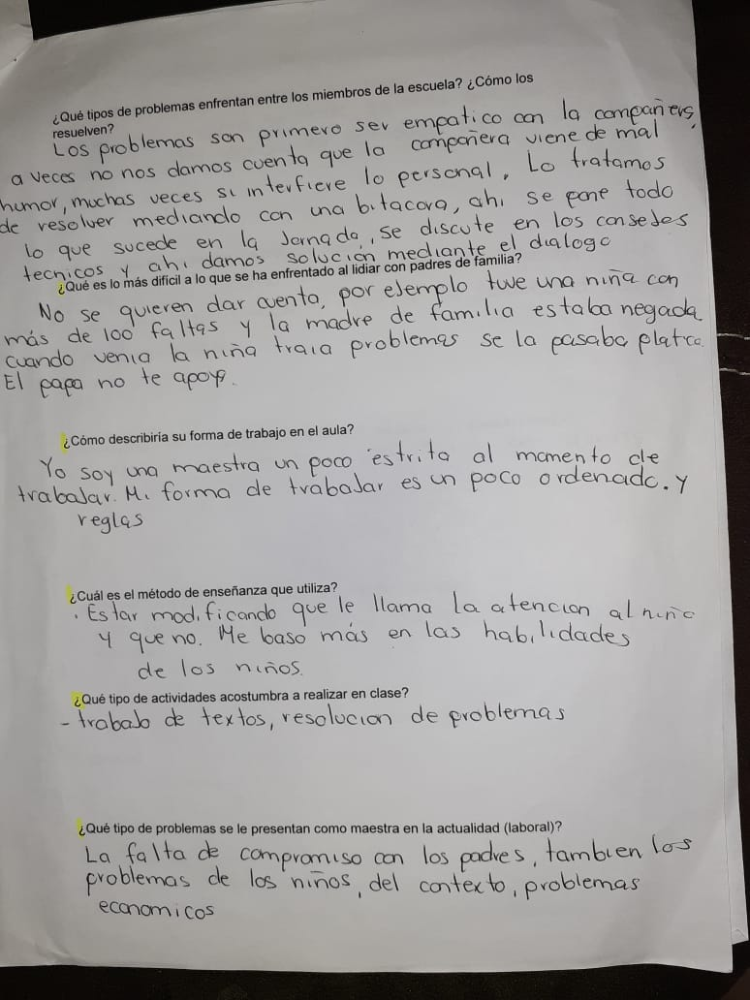 ¿Qué tipos de problemas enfrentan entre los miembros de la escuela? ¿Cómo los
resuelven?
Los problemas son primero ser empatico con la compañera,
a veces no nos damos cuenta que la compañera viene de mal
humor, muchas veces si interfiere lo personal, Lo tratamos
de resolver mediando con una bitacora, ahi se pone todo
lo que sucede en la Jornada, se discute en los consejos
tecnicos y ahi damos solución mediante el dialogo
¿Qué es lo más difícil a lo que se ha enfrentado al lidiar con padres de familia?
No se quieren dar cuenta, por ejemplo tuve una niña con
más de 100 faltas y la madre de familia estaba negada
cuando venia la niña traia problemas se la pasaba platica.
El papa no te apoya.
¿Cómo describiría su forma de trabajo en el aula?
Yo soy una maestra un poco estrita al momento de
trabajar. Mi forma de trabajar es un poco ordenado. y
reglas
¿Cuál es el método de enseñanza que utiliza?
. Estar modificando que le llama la atencion al niño
y que no. Me baso más en las habilidades
de los niños.
¿Qué tipo de actividades acostumbra a realizar en clase?
- trabajo de textos, resolucion de problemas
¿Qué tipo de problemas se le presentan como maestra en la actualidad (laboral)?
La falta de compromiso con los padres, tambien los
problemas de los niños, del contexto, problemas
economicos